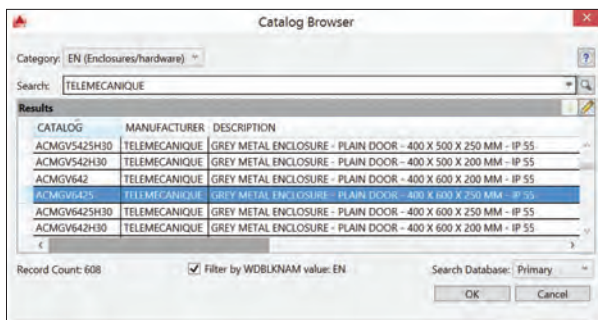 Catalog Browser
Category: EN (Enclosures/hardware)
Search: TELEMECANIQUE
Results
CATALOG MANUFACTURER DESCRIPTION
ACMGV5425H30 TELEMECANIQUE GREY METAL ENCLOSURE - PLAIN DOOR - 400 X 500 X 250 MM - IP 55
ACMGV542H30 TELEMECANIQUE GREY METAL ENCLOSURE - PLAIN DOOR - 400 X 500 X 200 MM - IP 55
ACMGV642 TELEMECANIQUE GREY METAL ENCLOSURE - PLAIN DOOR - 400 X 600 X 200 MM - IP 55
ACMGV6425 TELEMECANIQUE GREY METAL ENCLOSURE - PLAIN DOOR - 400 X 600 X 250 MM - IP 55
ACMGV6425H30 TELEMECANIQUE GREY METAL ENCLOSURE - PLAIN DOOR - 400 X 600 X 250 MM - IP 55
ACMGV642H30 TELEMECANIQUE GREY METAL ENCLOSURE - PLAIN DOOR - 400 X 600 X 200 MM - IP 55
Record Count: 608 Filter by WDBLKNAM value: EN Search Database: Primary
OK Cancel